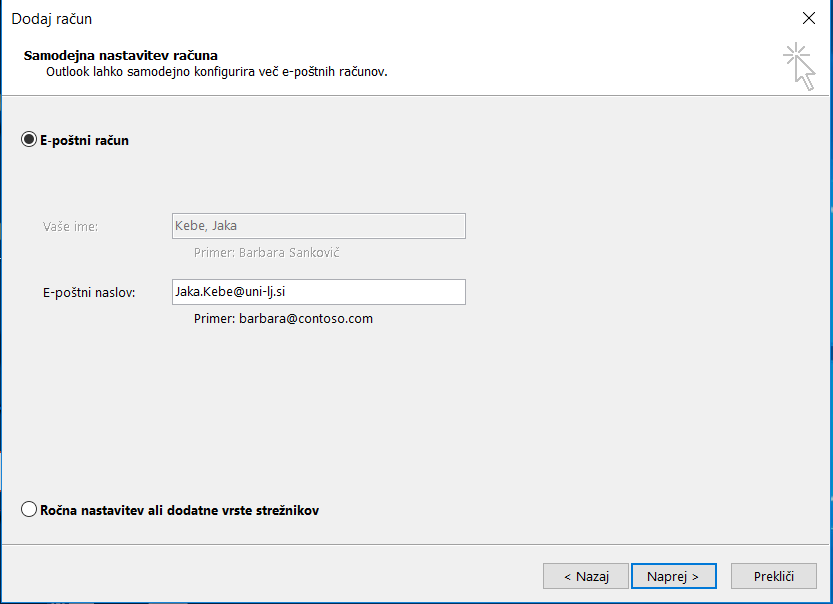 Dodaj račun
Samodejna nastavitev računa
Outlook lahko samodejno konfigurira več e-poštnih računov.
E-poštni račun
Vaše ime: Kebe, Jaka
Primer: Barbara Sankovič
E-poštni naslov: Jaka.Kebe@uni-lj.si
Primer: barbara@contoso.com
Ročna nastavitev ali dodatne vrste strežnikov
< Nazaj Naprej > Prekliči